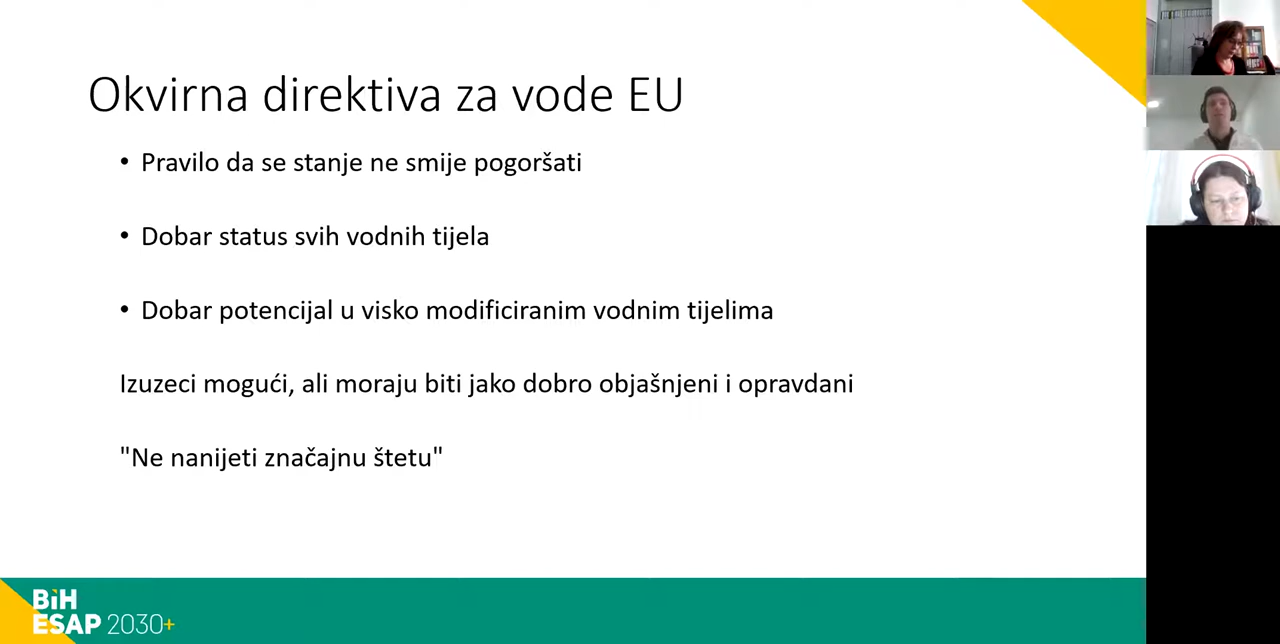 Okvirna direktiva za vode EU
• Pravilo da se stanje ne smije pogoršati
• Dobar status svih vodnih tijela
• Dobar potencijal u visko modificiranim vodnim tijelima
Izuzeci mogući, ali moraju biti jako dobro objašnjeni i opravdani
"Ne nanijeti značajnu štetu"
BiH
ESAP 2030+